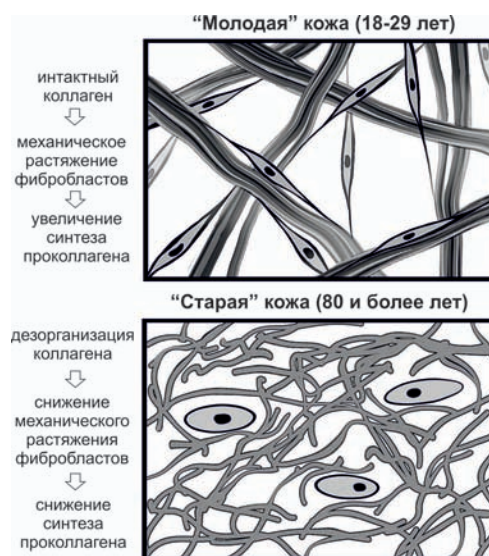 “Молодая” кожа (18-29 лет)
интактный
коллаген
механическое
растяжение
фибробластов
увеличение
синтеза
проколлагена
“Старая” кожа (80 и более лет)
дезорганизация
коллагена
снижение
механического
растяжения
фибробластов
снижение
синтеза
проколлагена